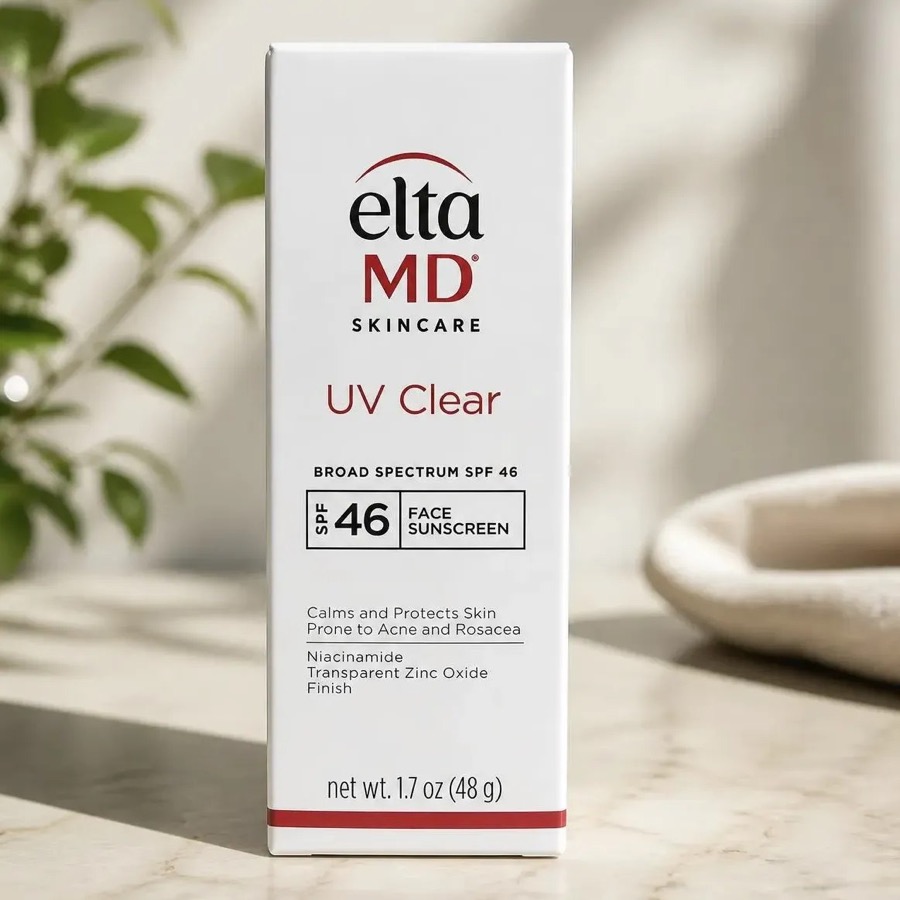 elta
MD®
SKINCARE
UV Clear
BROAD SPECTRUM SPF 46
SPF 46 FACE
SUNSCREEN
Calms and Protects Skin
Prone to Acne and Rosacea
Niacinamide
Transparent Zinc Oxide
Finish
net wt. 1.7 oz (48 g)